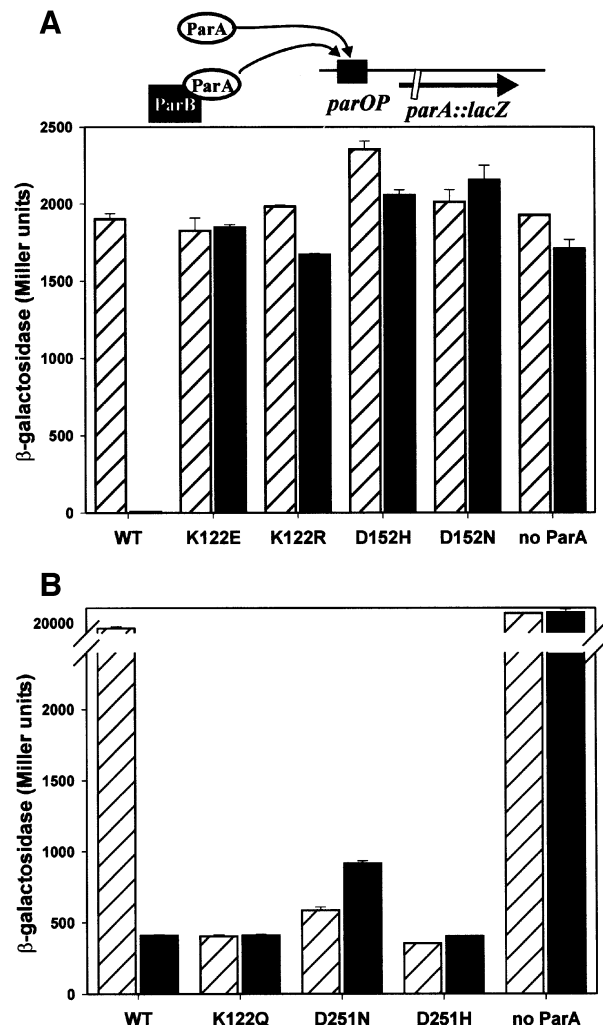 A
ParA
ParA
ParB
parOP
parA::lacZ
β-galactosidase (Miller units)
2500
2000
1500
1000
500
0
WT K122E K122R D152H D152N no ParA
B
β-galactosidase (Miller units)
20000
2000
1500
1000
500
0
WT K122Q D251N D251H no ParA